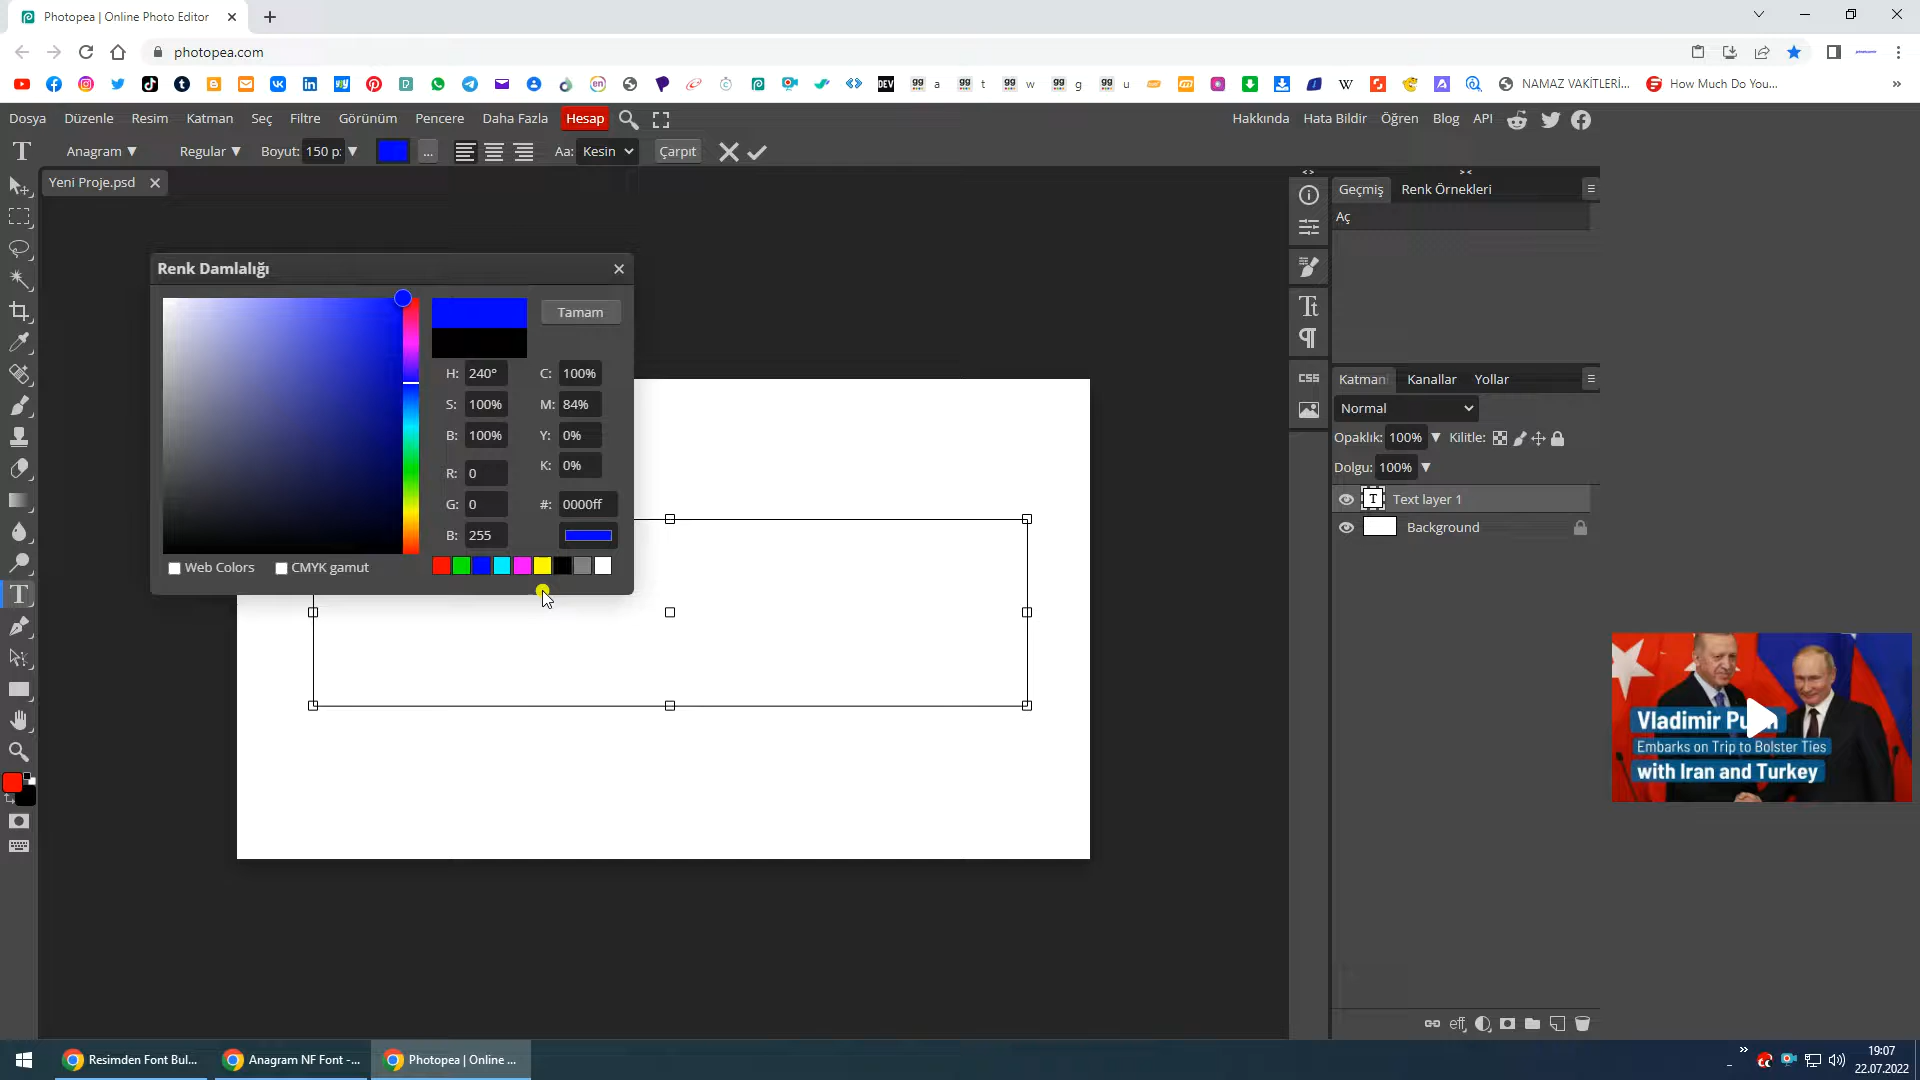 Photopea | Online Photo Editor
photopea.com
NAMAZ VAKİTLERİ...
How Much Do You...
a t w g u
DEV
Dosya Düzenle Resim Katman Seç Filtre Görünüm Pencere Daha Fazla Hesap
Hakkında Hata Bildir Öğren Blog API
Anagram Regular Boyut: 150 p: ... Aa: Kesin Çarpıt
Yeni Proje.psd
Renk Damlalığı
Tamam
H: 240° C: 100%
S: 100% M: 84%
B: 100% Y: 0%
K: 0%
R: 0
G: 0 #: 0000ff
B: 255
Web Colors CMYK gamut
Geçmiş Renk Örnekleri
Aç
CSS
Katman Kanallar Yollar
Normal
Opaklık: 100% Kilitle:
Dolgu: 100%
Text layer 1
Background
eff
Embarks on Trip to Bolster Ties
with Iran and Turkey
Resimden Font Bul...
Anagram NF Font -...
Photopea | Online ...
19:07
22.07.2022